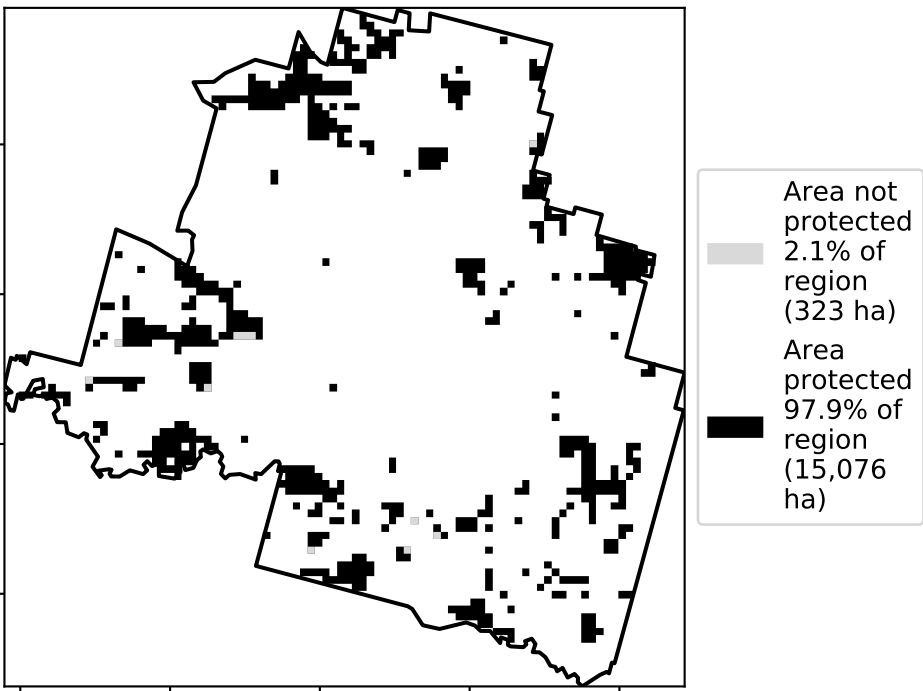 Area not
protected
2.1% of
region
(323 ha)
Area
protected
97.9% of
region
(15,076
ha)